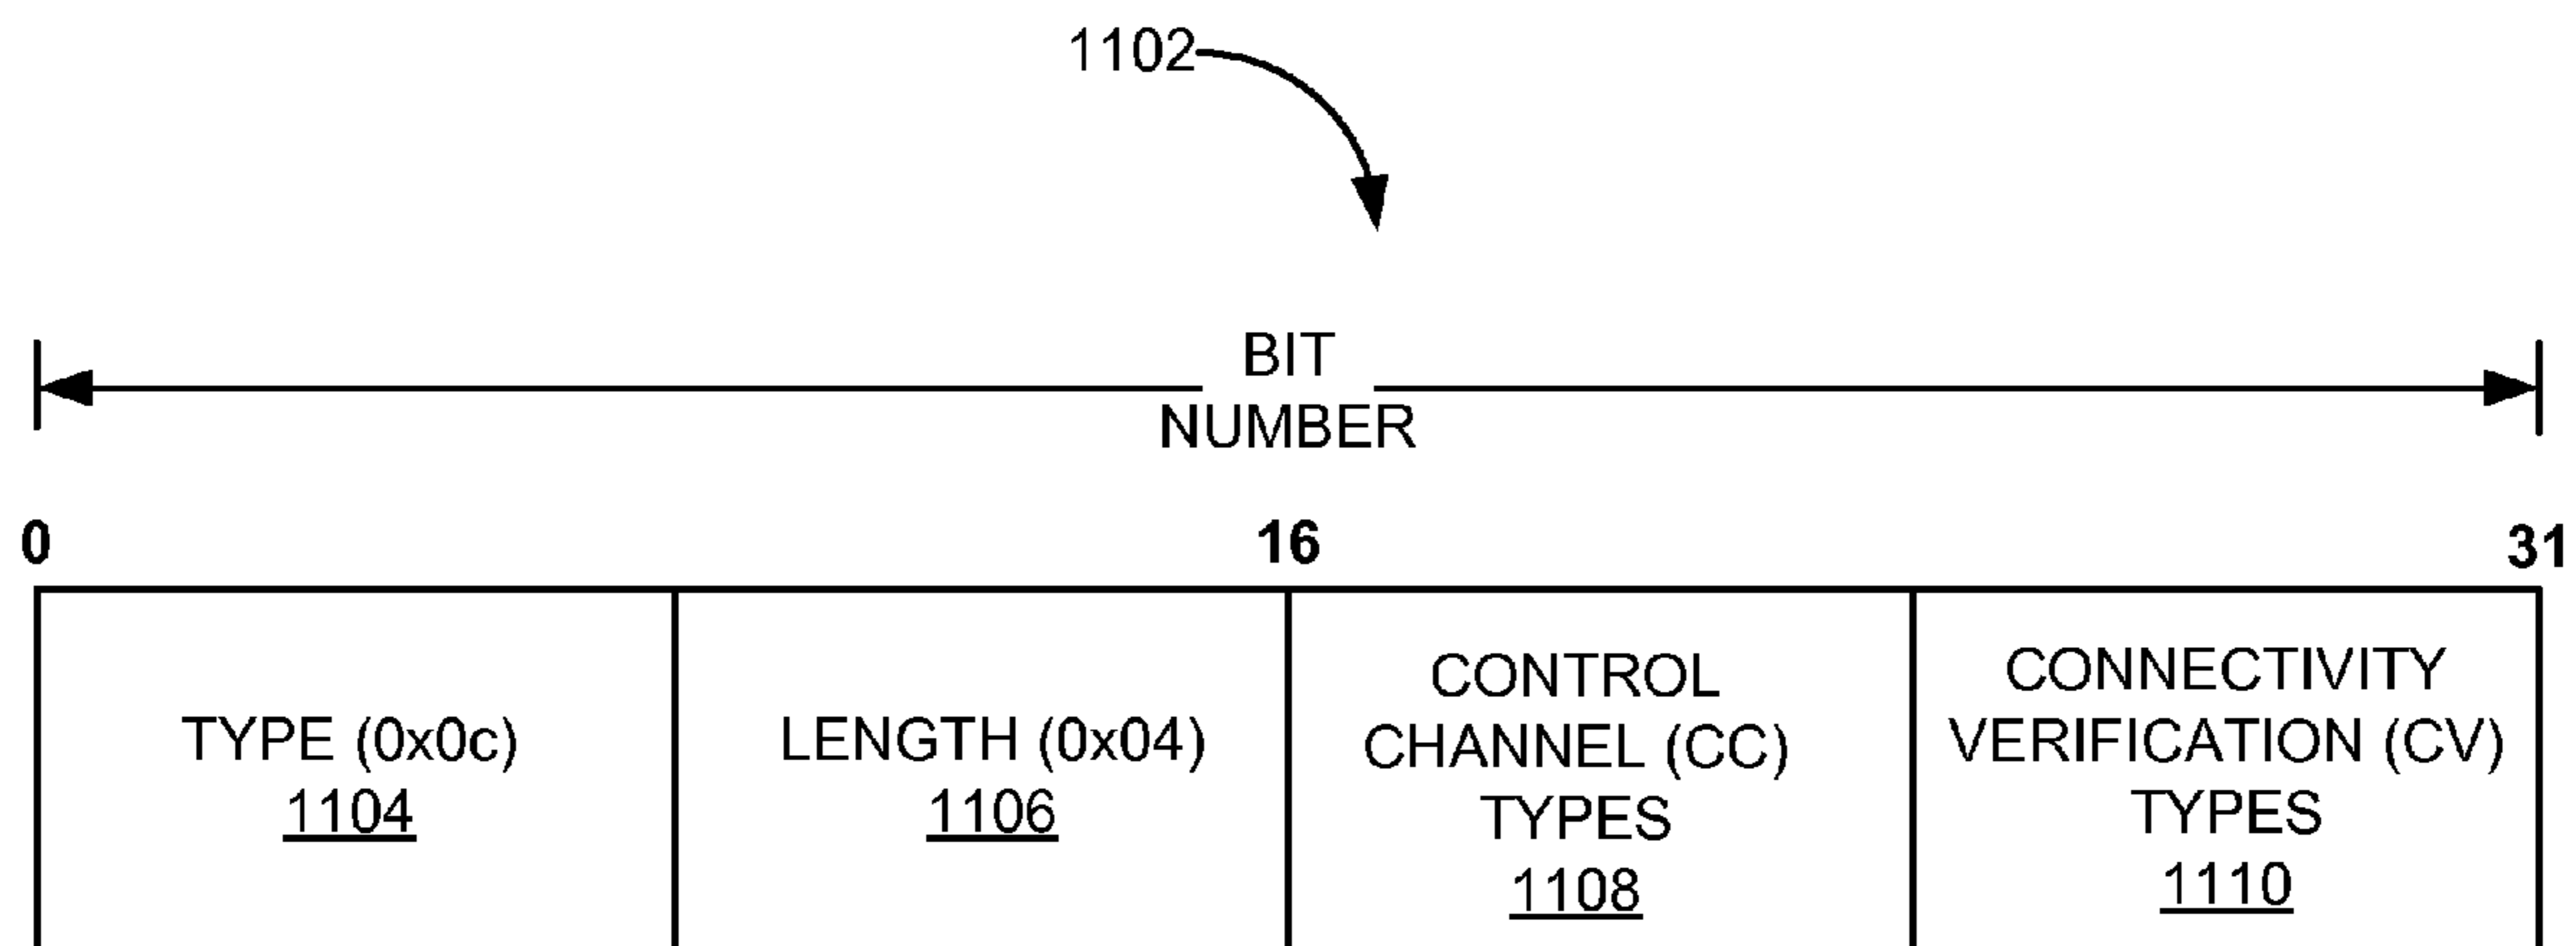 1102
BIT
NUMBER
0 16 31
TYPE (0x0c)
1104
LENGTH (0x04)
1106
CONTROL
CHANNEL (CC)
TYPES
1108
CONNECTIVITY
VERIFICATION (CV)
TYPES
1110